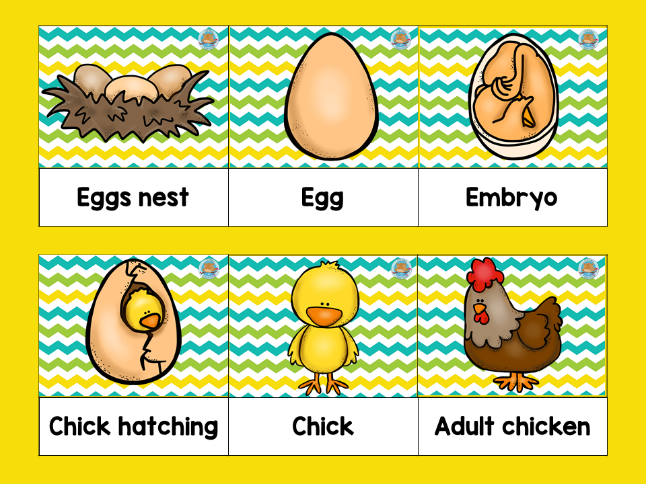 Eggs nest
Egg
Embryo
Chick hatching
Chick
Adult chicken